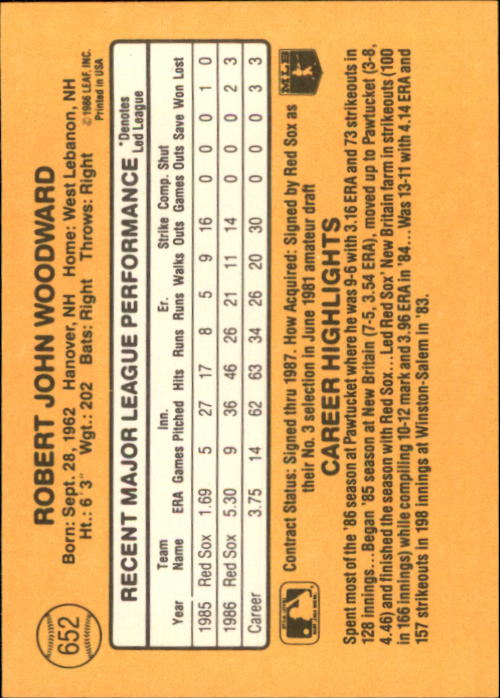 652
ROBERT JOHN WOODWARD
Born: Sept. 28, 1962 Hanover, NH Home: West Lebanon, NH
Ht.: 6'3" Wgt.: 202 Bats: Right Throws: Right
©1986 LEAF, INC.
Printed in USA
RECENT MAJOR LEAGUE PERFORMANCE *Denotes
Led League
Team Inn. Er. Strike Comp. Shut
Year Name ERA Games Pitched Hits Runs Runs Walks Outs Games Outs Save Won Lost
1985 Red Sox 1.69 5 27 17 8 5 9 16 0 0 0 1 0
1986 Red Sox 5.30 9 36 46 26 21 11 14 0 0 0 2 3
Career 3.75 14 62 63 34 26 20 30 0 0 0 3 3
Contract Status: Signed thru 1987. How Acquired: Signed by Red Sox as
their No. 3 selection in June 1981 amateur draft
MLB
CAREER HIGHLIGHTS
Spent most of the '86 season at Pawtucket where he was 9-6 with 3.16 ERA and 73 strikeouts in
128 innings...Began '85 season at New Britain (7-5, 3.54 ERA), moved up to Pawtucket (3-8,
4.46) and finished the season with Red Sox...Led Red Sox' New Britain farm in strikeouts (100
in 166 innings) while compiling 10-12 mark and 3.96 ERA in '84...Was 13-11 with 4.14 ERA and
157 strikeouts in 198 innings at Winston-Salem in '83.